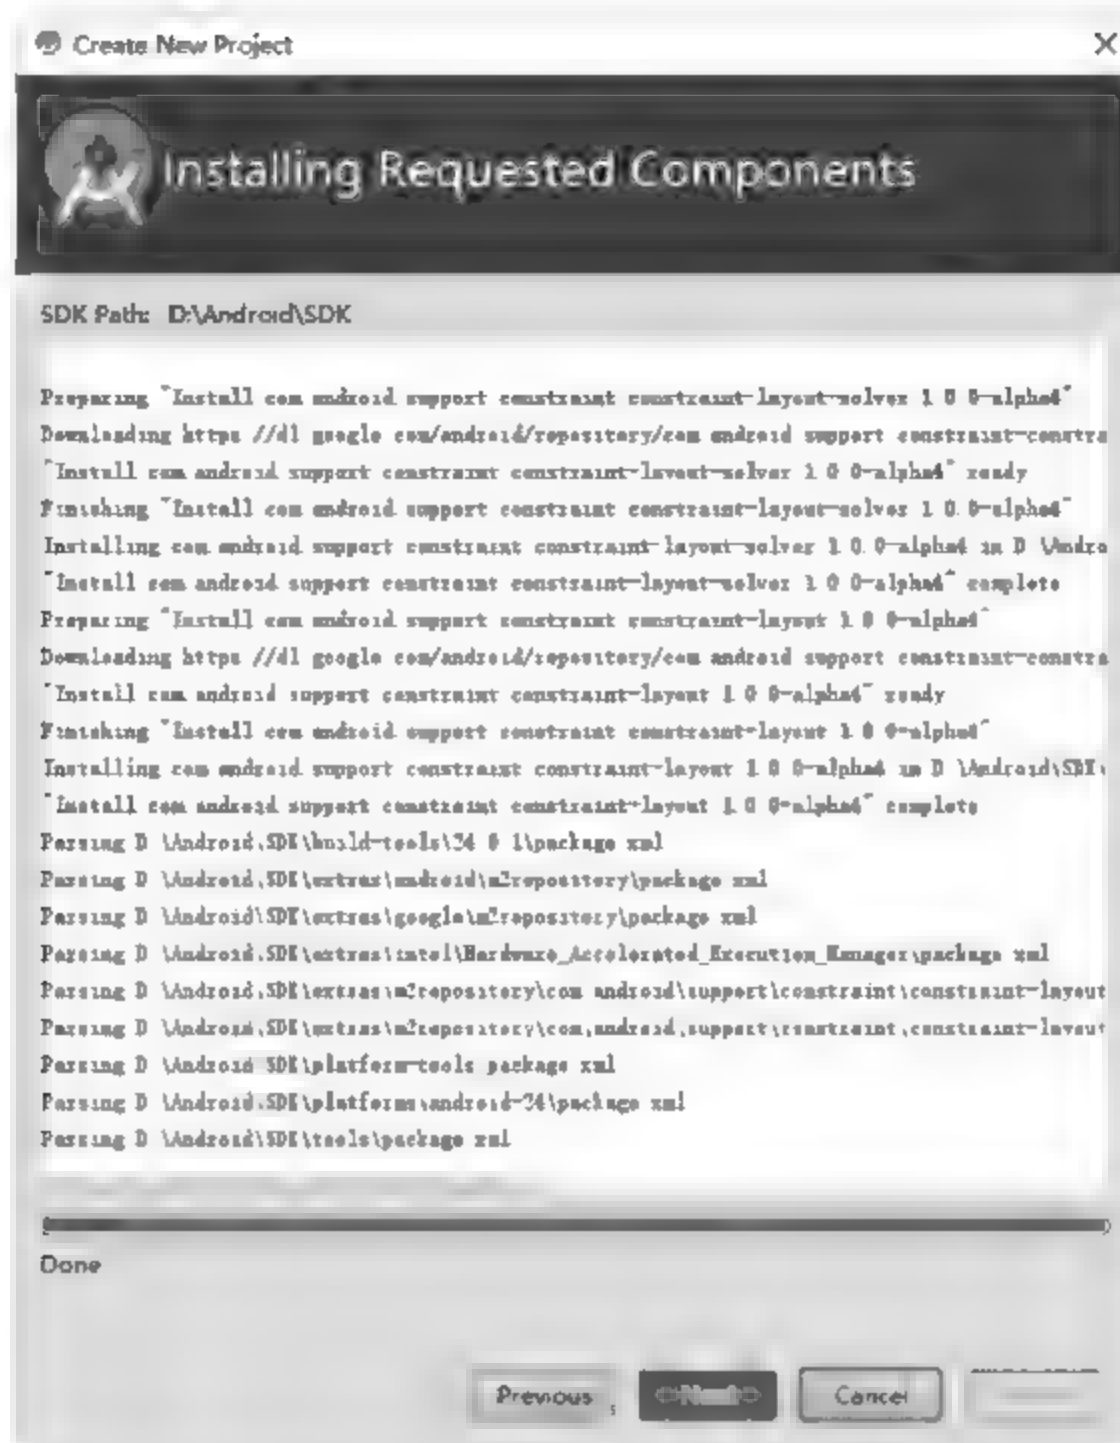 Create New Project
Installing Requested Components
SDK Path: D:\Android\SDK
Preparing "Install com android support constraint constraint-layout-solver 1 0 0-alpha4"
Downloading https //dl google com/android/repository/com android support constraint-constra
"Install com android support constraint constraint-layout-solver 1 0 0-alpha4" ready
Finishing "Install com android support constraint constraint-layout-solver 1 0 0-alpha4"
Installing com android support constraint constraint-layout-solver 1 0 0-alpha4 in D \Andro
"Install com android support constraint constraint-layout-solver 1 0 0-alpha4" complete
Preparing "Install com android support constraint constraint-layout 1 0 0-alpha4"
Downloading https //dl google com/android/repository/com android support constraint-constra
"Install com android support constraint constraint-layout 1 0 0-alpha4" ready
Finishing "Install com android support constraint constraint-layout 1 0 0-alpha4"
Installing com android support constraint constraint-layout 1 0 0-alpha4 in D \Android\SDK\
"Install com android support constraint constraint-layout 1 0 0-alpha4" complete
Parsing D \Android\SDK\build-tools\24 0 1\package xml
Parsing D \Android\SDK\extras\android\m2repository\package xml
Parsing D \Android\SDK\extras\google\m2repository\package xml
Parsing D \Android\SDK\extras\intel\Hardware_Accelerated_Execution_Manager\package xml
Parsing D \Android\SDK\extras\m2repository\com android\support\constraint\constraint-layout
Parsing D \Android\SDK\extras\m2repository\com\android\support\constraint\constraint-layout
Parsing D \Android\SDK\platform-tools package xml
Parsing D \Android\SDK\platforms\android-24\package xml
Parsing D \Android\SDK\tools\package xml
Done
Previous
Next
Cancel